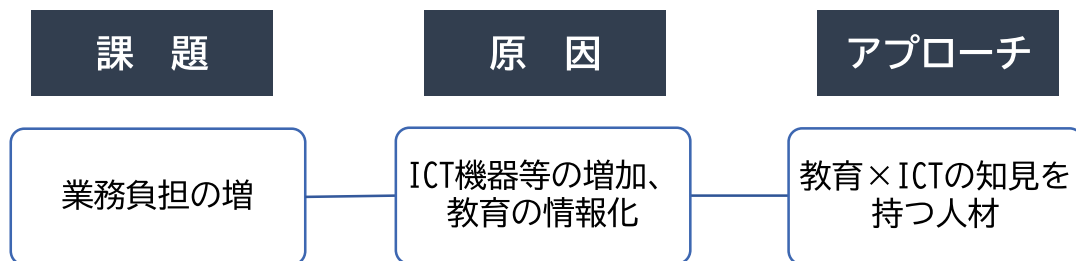 課　題
原　因
アプローチ
業務負担の増
ICT機器等の増加、
教育の情報化
教育×ICTの知見を
持つ人材